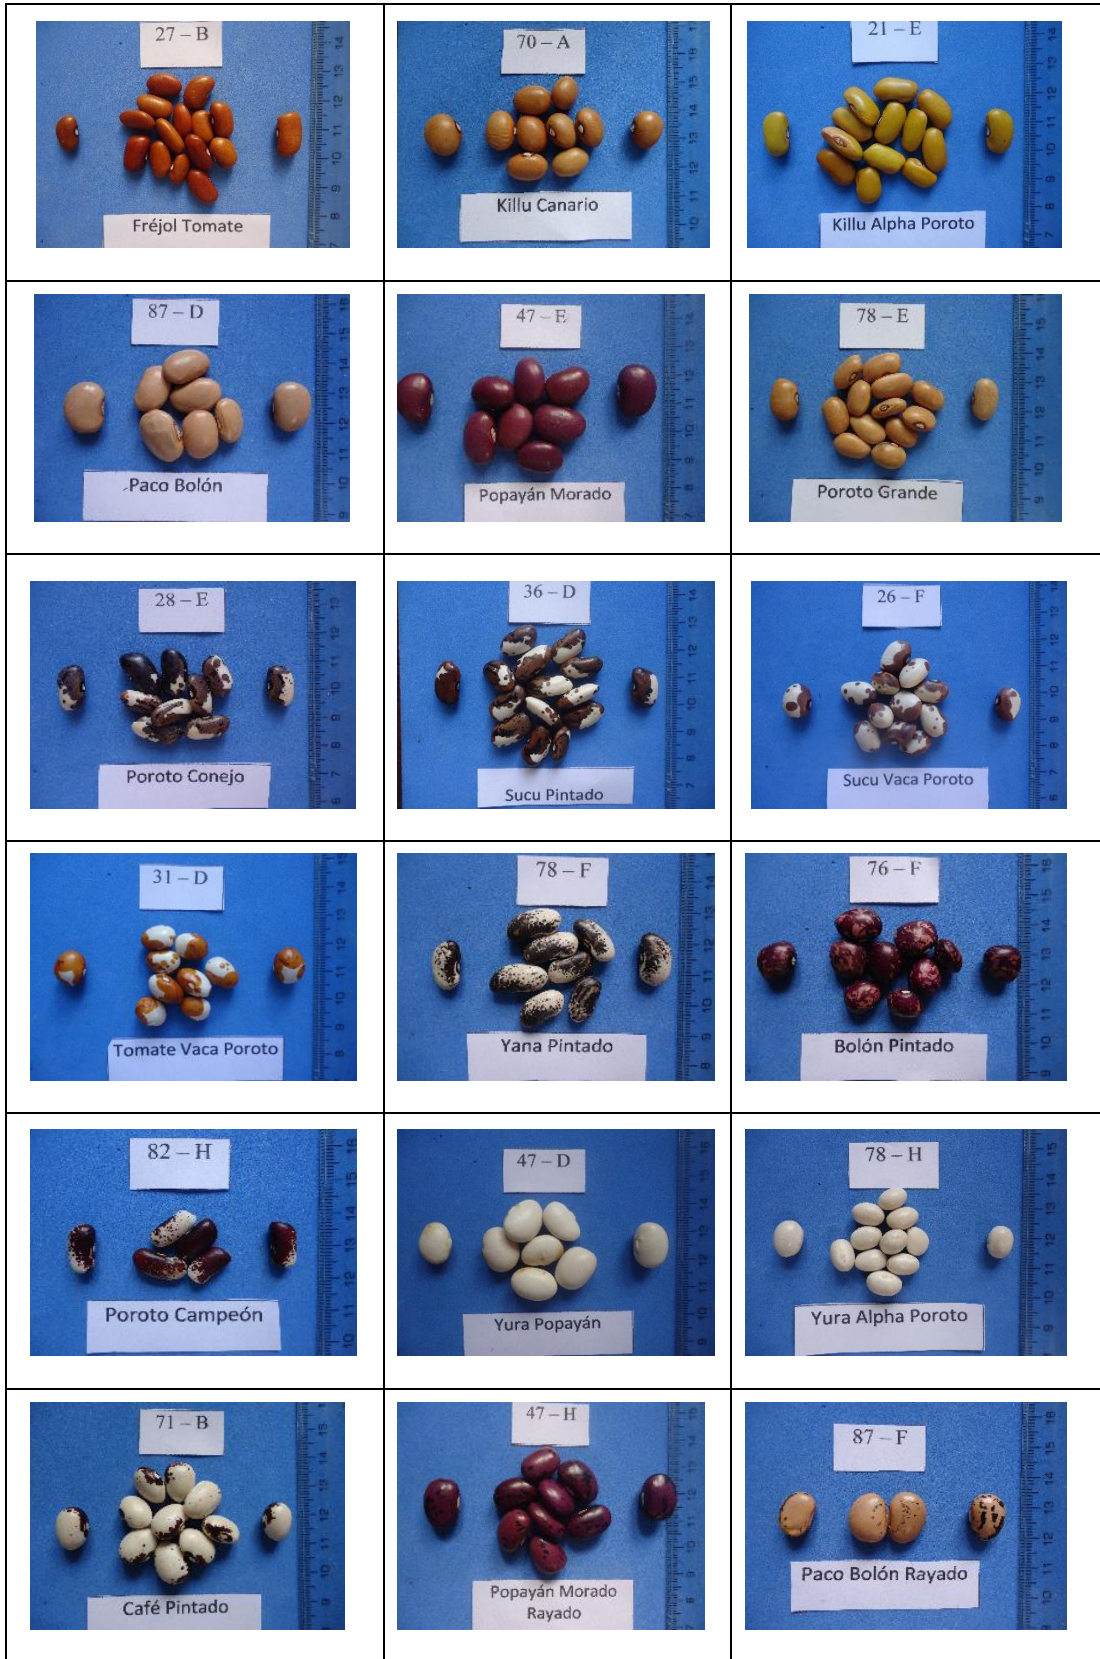 27 – B
Fréjol Tomate
70 – A
Killu Canario
21 – E
Killu Alpha Poroto
87 – D
Paco Bolón
47 – E
Popayán Morado
78 – E
Poroto Grande
28 – E
Poroto Conejo
36 – D
Sucu Pintado
26 – F
Sucu Vaca Poroto
31 – D
Tomate Vaca Poroto
78 – F
Yana Pintado
76 – F
Bolón Pintado
82 – H
Poroto Campeón
47 – D
Yura Popayán
78 – H
Yura Alpha Poroto
71 – B
Café Pintado
47 – H
Popayán Morado
Rayado
87 – F
Paco Bolón Rayado